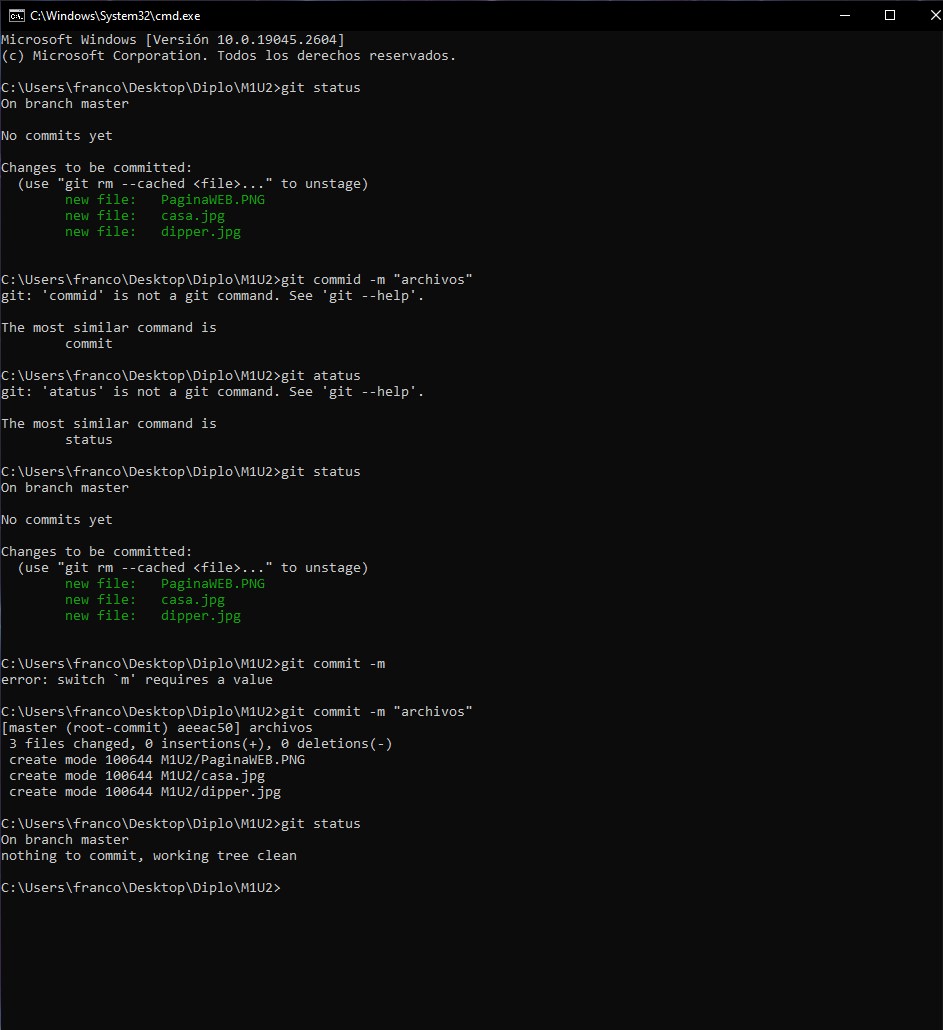 C:\Windows\System32\cmd.exe
Microsoft Windows [Versión 10.0.19045.2604]
(c) Microsoft Corporation. Todos los derechos reservados.
C:\Users\franco\Desktop\Diplo\M1U2>git status
On branch master
No commits yet
Changes to be committed:
  (use "git rm --cached <file>..." to unstage)
        new file:   PaginaWEB.PNG
        new file:   casa.jpg
        new file:   dipper.jpg
C:\Users\franco\Desktop\Diplo\M1U2>git commid -m "archivos"
git: 'commid' is not a git command. See 'git --help'.
The most similar command is
        commit
C:\Users\franco\Desktop\Diplo\M1U2>git atatus
git: 'atatus' is not a git command. See 'git --help'.
The most similar command is
        status
C:\Users\franco\Desktop\Diplo\M1U2>git status
On branch master
No commits yet
Changes to be committed:
  (use "git rm --cached <file>..." to unstage)
        new file:   PaginaWEB.PNG
        new file:   casa.jpg
        new file:   dipper.jpg
C:\Users\franco\Desktop\Diplo\M1U2>git commit -m
error: switch `m' requires a value
C:\Users\franco\Desktop\Diplo\M1U2>git commit -m "archivos"
[master (root-commit) aeeac50] archivos
 3 files changed, 0 insertions(+), 0 deletions(-)
 create mode 100644 M1U2/PaginaWEB.PNG
 create mode 100644 M1U2/casa.jpg
 create mode 100644 M1U2/dipper.jpg
C:\Users\franco\Desktop\Diplo\M1U2>git status
On branch master
nothing to commit, working tree clean
C:\Users\franco\Desktop\Diplo\M1U2>